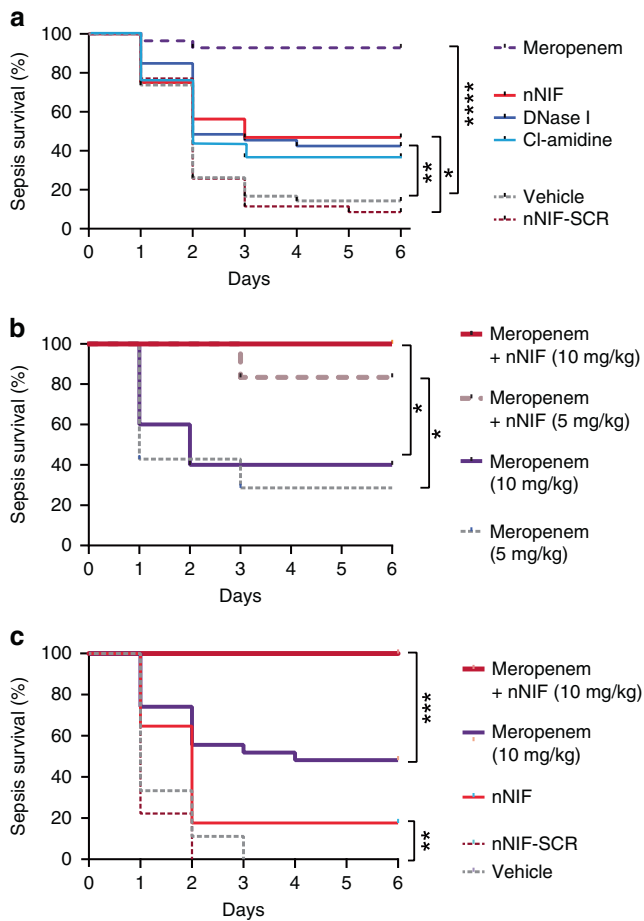 a
Sepsis survival (%)
100
80
60
40
20
0
0 1 2 3 4 5 6
Days
Meropenem
nNIF
DNase I
Cl-amidine
Vehicle
nNIF-SCR
**
*
****
b
Sepsis survival (%)
100
80
60
40
20
0
0 1 2 3 4 5 6
Days
*
*
Meropenem
+ nNIF (10 mg/kg)
Meropenem
+ nNIF (5 mg/kg)
Meropenem
(10 mg/kg)
Meropenem
(5 mg/kg)
c
Sepsis survival (%)
100
80
60
40
20
0
0 1 2 3 4 5 6
Days
***
**
Meropenem
+ nNIF (10 mg/kg)
Meropenem
(10 mg/kg)
nNIF
nNIF-SCR
Vehicle